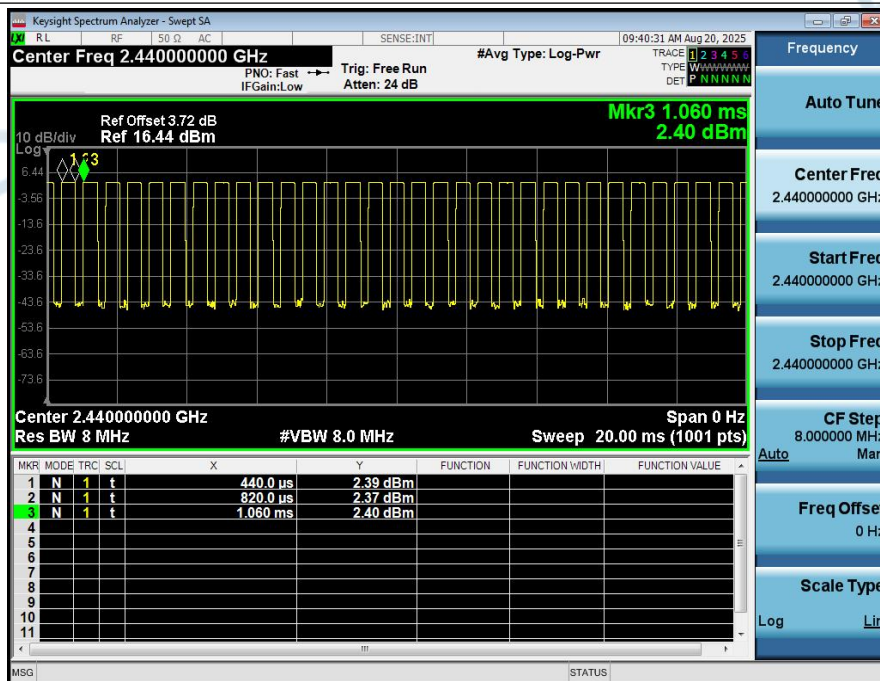 Keysight Spectrum Analyzer - Swept SA
LXI RL RF 50 Ω AC SENSE:INT 09:40:31 AM Aug 20, 2025
Center Freq 2.440000000 GHz
PNO: Fast
IFGain:Low
Trig: Free Run
Atten: 24 dB
#Avg Type: Log-Pwr
TRACE 1 2 3 4 5 6
TYPE WWWWWW
DET P N N N N N
Ref Offset 3.72 dB
10 dB/div Ref 16.44 dBm
Mkr3 1.060 ms
2.40 dBm
Log
1 2 3
6.44
-3.56
-13.6
-23.6
-33.6
-43.6
-53.6
-63.6
-73.6
Center 2.440000000 GHz Span 0 Hz
Res BW 8 MHz #VBW 8.0 MHz Sweep 20.00 ms (1001 pts)
MKR MODE TRC SCL X Y FUNCTION FUNCTION WIDTH FUNCTION VALUE
1 N 1 t 440.0 µs 2.39 dBm
2 N 1 t 820.0 µs 2.37 dBm
3 N 1 t 1.060 ms 2.40 dBm
4
5
6
7
8
9
10
11
MSG STATUS
Frequency
Auto Tune
Center Freq
2.440000000 GHz
Start Freq
2.440000000 GHz
Stop Freq
2.440000000 GHz
CF Step
8.000000 MHz
Auto Man
Freq Offset
0 Hz
Scale Type
Log Lin